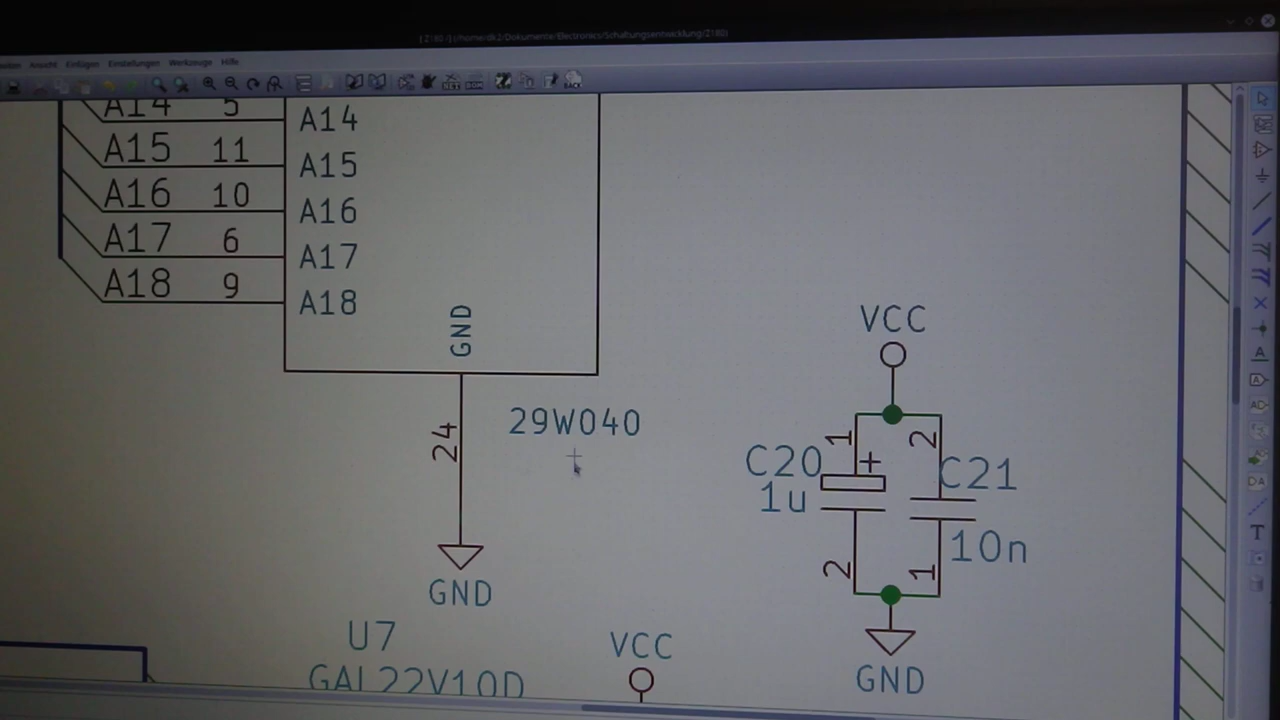 [Z180 /] (/home/dk2/Dokumente/Electronics/Schaltungsentwicklung/Z180)
Ansicht Einfügen Einstellungen Werkzeuge Hilfe
A14 5 A14
A15 11 A15
A16 10 A16
A17 6 A17
A18 9 A18
GND
24
29W040
GND
VCC
1 2
C20 + C21
1u
10n
2 1
GND
U7
GAL22V10D
VCC